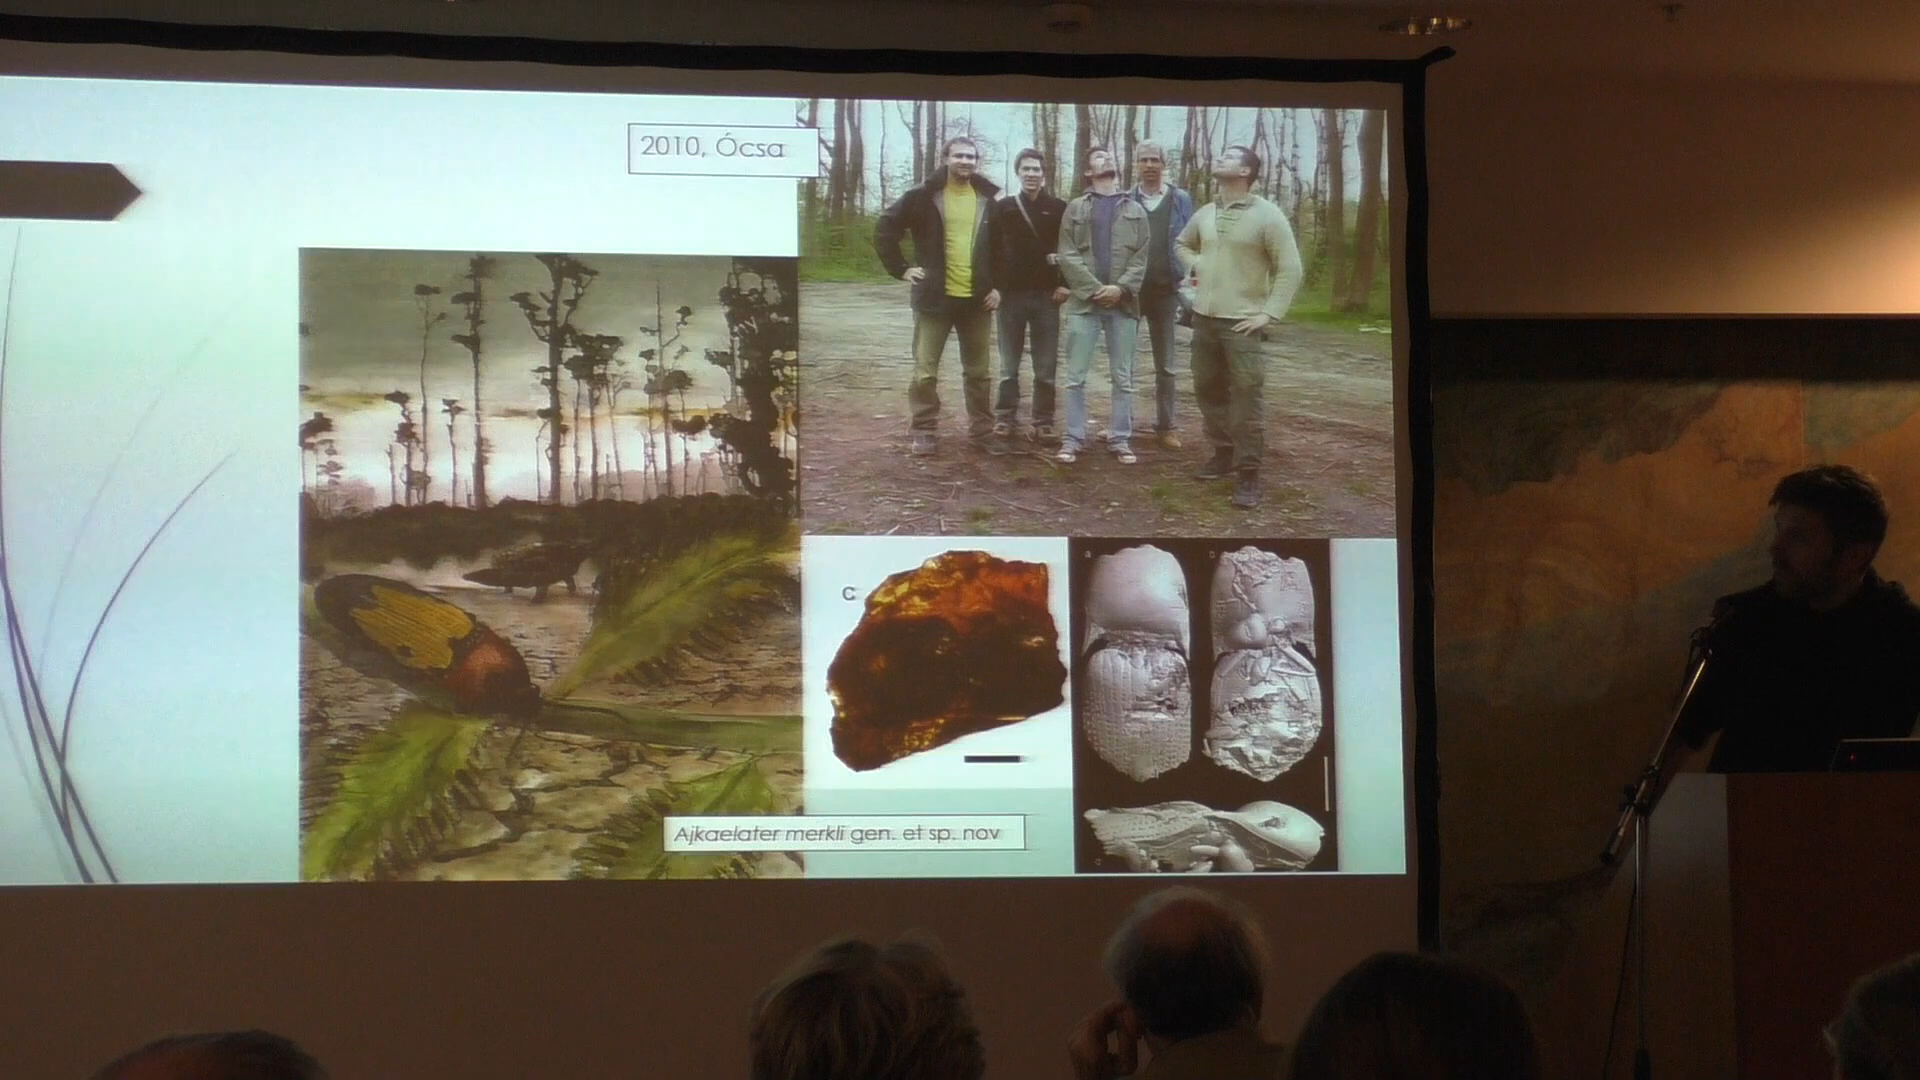 2010, Ócsa
C
a
b
Ajkaelater merkli gen. et sp. nov
c